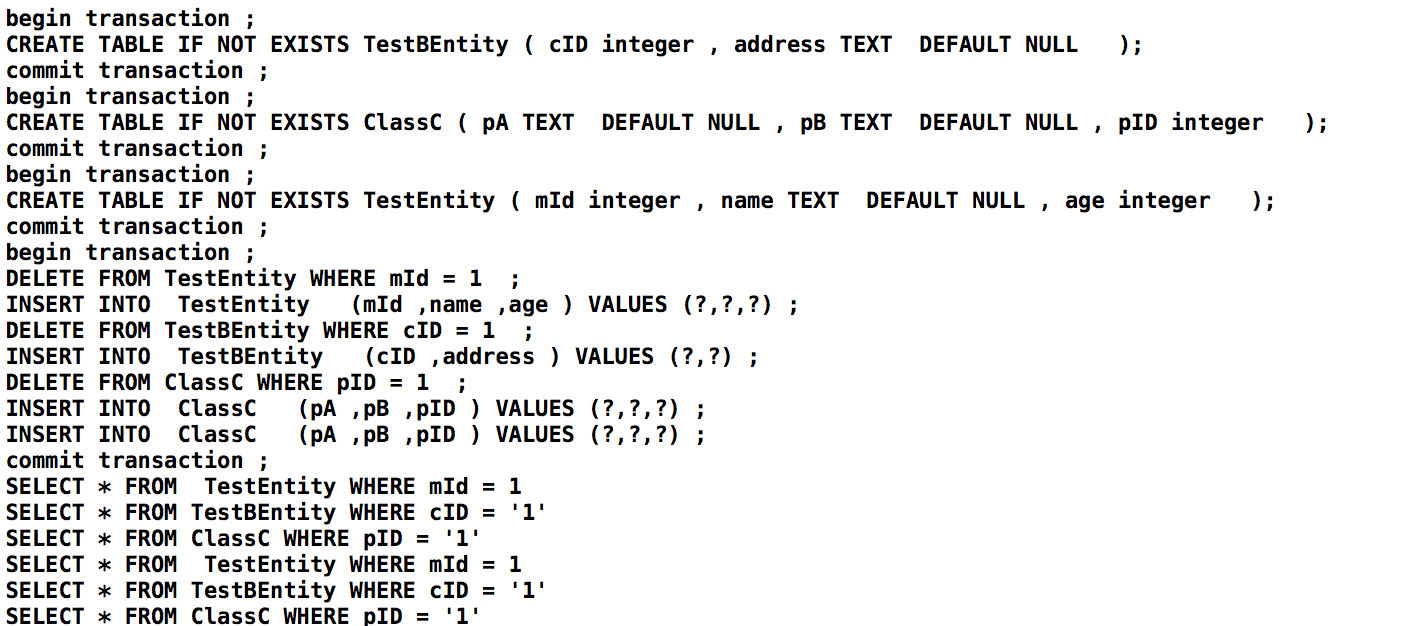 begin transaction ;
CREATE TABLE IF NOT EXISTS TestBEntity ( cID integer , address TEXT  DEFAULT NULL   );
commit transaction ;
begin transaction ;
CREATE TABLE IF NOT EXISTS ClassC ( pA TEXT  DEFAULT NULL , pB TEXT  DEFAULT NULL , pID integer   );
commit transaction ;
begin transaction ;
CREATE TABLE IF NOT EXISTS TestEntity ( mId integer , name TEXT  DEFAULT NULL , age integer   );
commit transaction ;
begin transaction ;
DELETE FROM TestEntity WHERE mId = 1  ;
INSERT INTO  TestEntity   (mId ,name ,age ) VALUES (?,?,?) ;
DELETE FROM TestBEntity WHERE cID = 1  ;
INSERT INTO  TestBEntity   (cID ,address ) VALUES (?,?) ;
DELETE FROM ClassC WHERE pID = 1  ;
INSERT INTO  ClassC   (pA ,pB ,pID ) VALUES (?,?,?) ;
INSERT INTO  ClassC   (pA ,pB ,pID ) VALUES (?,?,?) ;
commit transaction ;
SELECT * FROM  TestEntity WHERE mId = 1
SELECT * FROM TestBEntity WHERE cID = '1'
SELECT * FROM ClassC WHERE pID = '1'
SELECT * FROM  TestEntity WHERE mId = 1
SELECT * FROM TestBEntity WHERE cID = '1'
SELECT * FROM ClassC WHERE pID = '1'